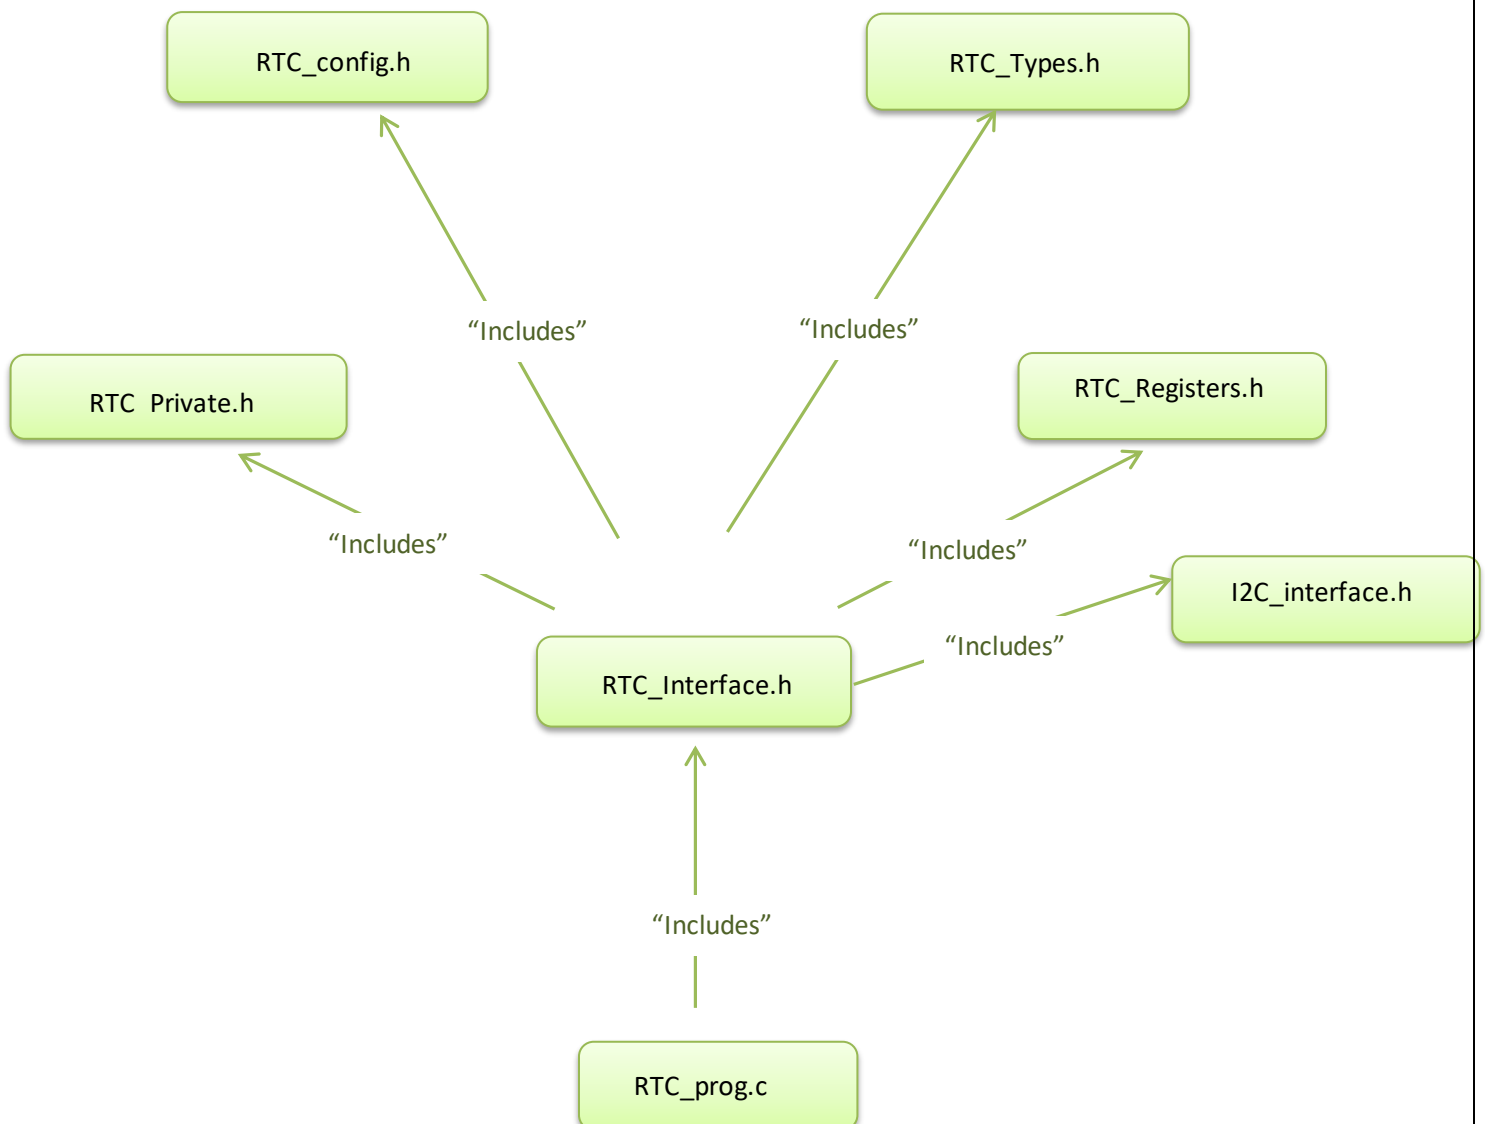 RTC_config.h
RTC_Types.h
“Includes”
“Includes”
RTC Private.h
RTC_Registers.h
“Includes”
“Includes”
I2C_interface.h
“Includes”
RTC_Interface.h
“Includes”
RTC_prog.c